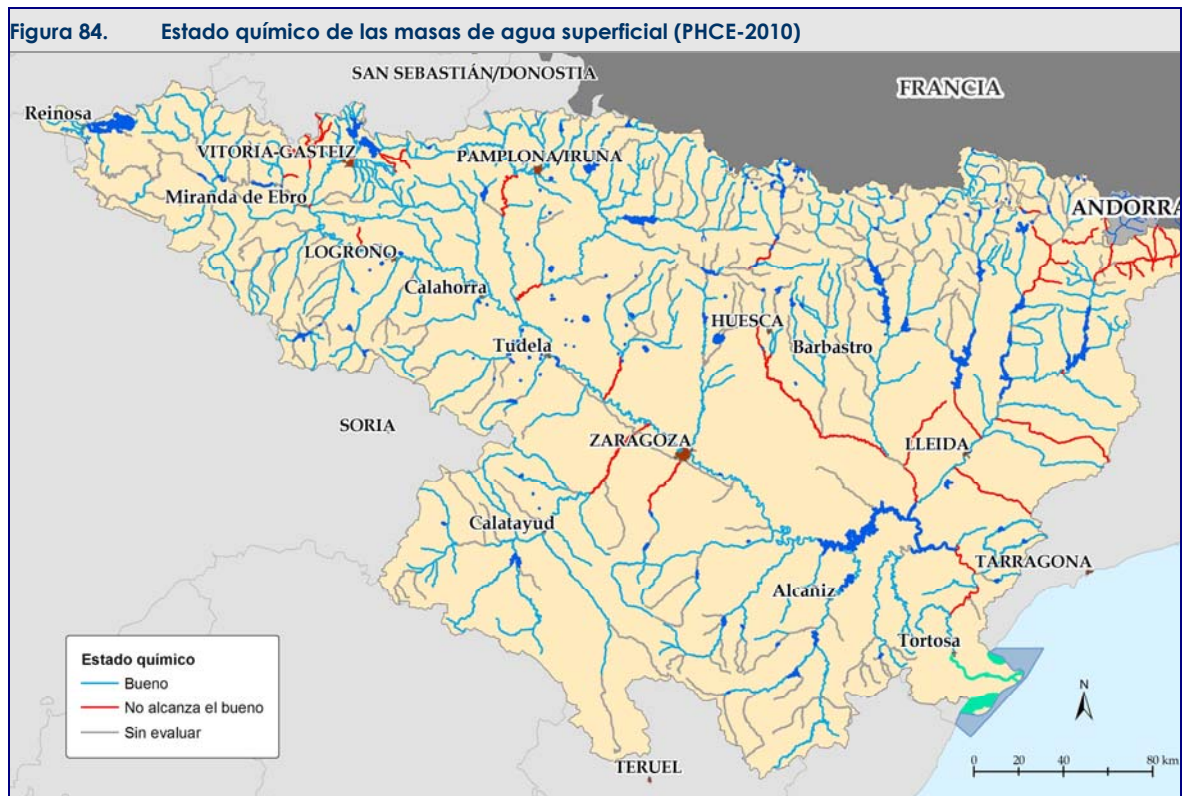 Figura 84. Estado químico de las masas de agua superficial (PHCE-2010)
SAN SEBASTIÁN/DONOSTIA
FRANCIA
Reinosa
VITORIA-GASTEIZ
PAMPLONA/IRUÑA
Miranda de Ebro
ANDORRA
LOGROÑO
Calahorra
HUESCA
Tudela
Barbastro
SORIA
ZARAGOZA
LLEIDA
Calatayud
TARRAGONA
Alcañiz
Tortosa
Estado químico
Bueno
No alcanza el bueno
Sin evaluar
N
TERUEL
0 20 40 60 80 km